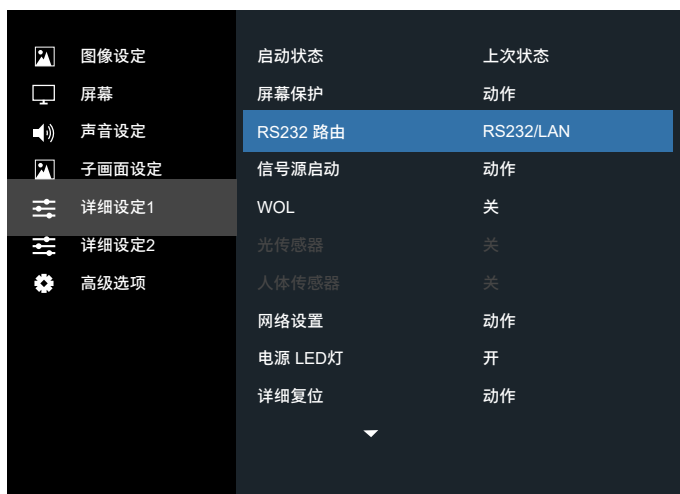 图像设定
屏幕
声音设定
子画面设定
详细设定1
详细设定2
高级选项
启动状态 上次状态
屏幕保护 动作
RS232 路由 RS232/LAN
信号源启动 动作
WOL 关
光传感器 关
人体传感器 关
网络设置 动作
电源 LED灯 开
详细复位 动作